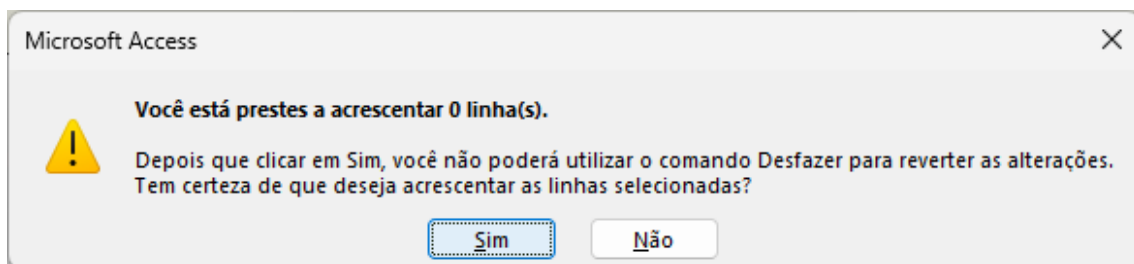 Microsoft Access
Você está prestes a acrescentar 0 linha(s).
Depois que clicar em Sim, você não poderá utilizar o comando Desfazer para reverter as alterações.
Tem certeza de que deseja acrescentar as linhas selecionadas?
Sim
Não